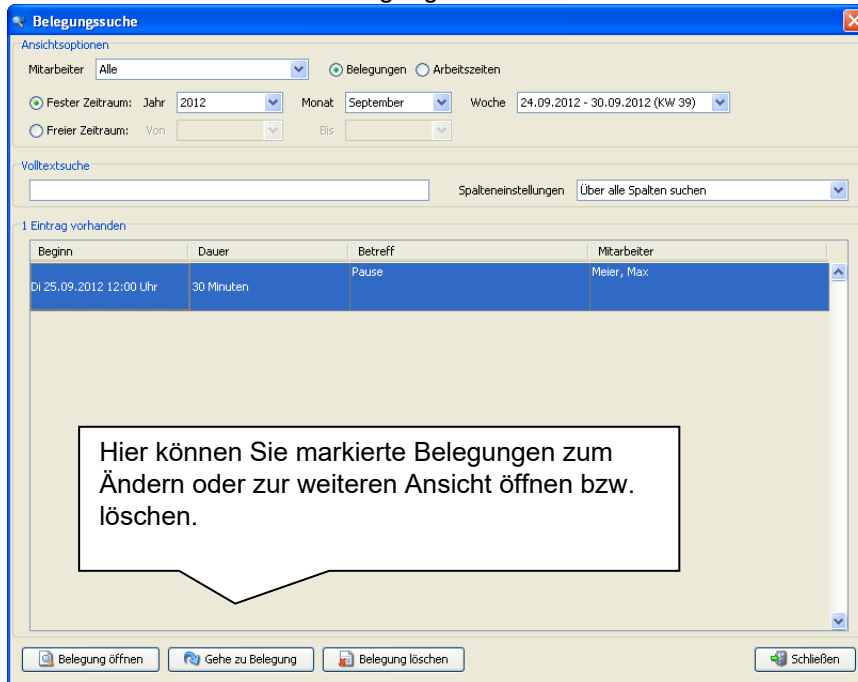 Belegungssuche
Ansichtsoptionen
Mitarbeiter Alle Belegungen Arbeitszeiten
Fester Zeitraum: Jahr 2012 Monat September Woche 24.09.2012 - 30.09.2012 (KW 39)
Freier Zeitraum: Von Bis
Volltextsuche
Spalteneinstellungen Über alle Spalten suchen
1 Eintrag vorhanden
Beginn Dauer Betreff Mitarbeiter
Di 25.09.2012 12:00 Uhr 30 Minuten Pause Meier, Max
Hier können Sie markierte Belegungen zum
Ändern oder zur weiteren Ansicht öffnen bzw.
löschen.
Belegung öffnen Gehe zu Belegung Belegung löschen Schließen